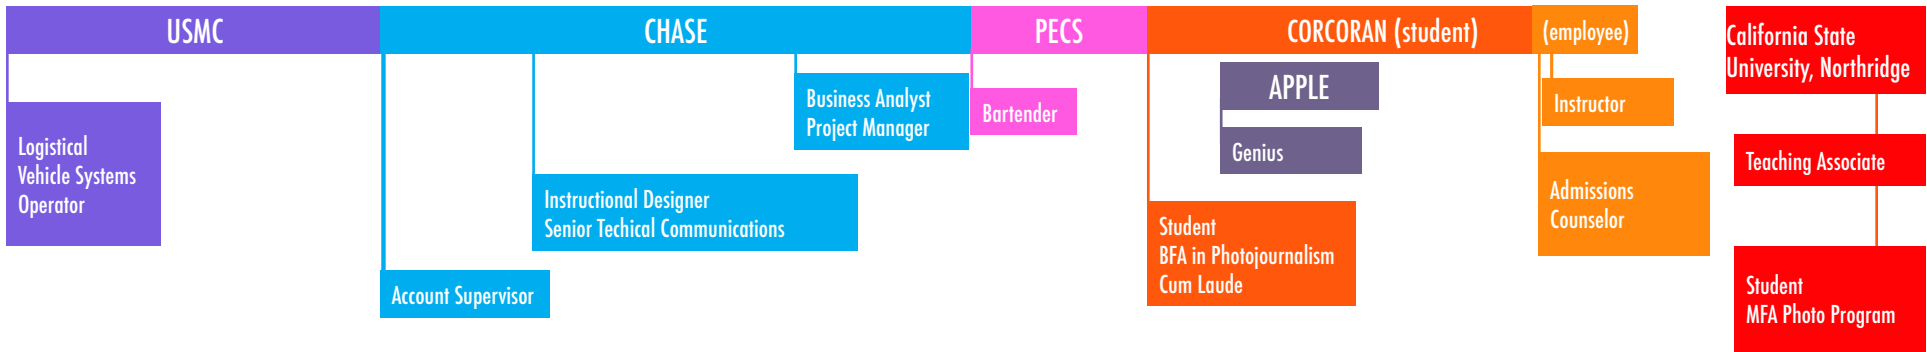 USMC
CHASE
PECS
CORCORAN (student)
(employee)
California State
University, Northridge
Logistical
Vehicle Systems
Operator
Account Supervisor
Instructional Designer
Senior Techical Communications
Business Analyst
Project Manager
Bartender
Student
BFA in Photojournalism
Cum Laude
APPLE
Genius
Instructor
Admissions
Counselor
Teaching Associate
Student
MFA Photo Program